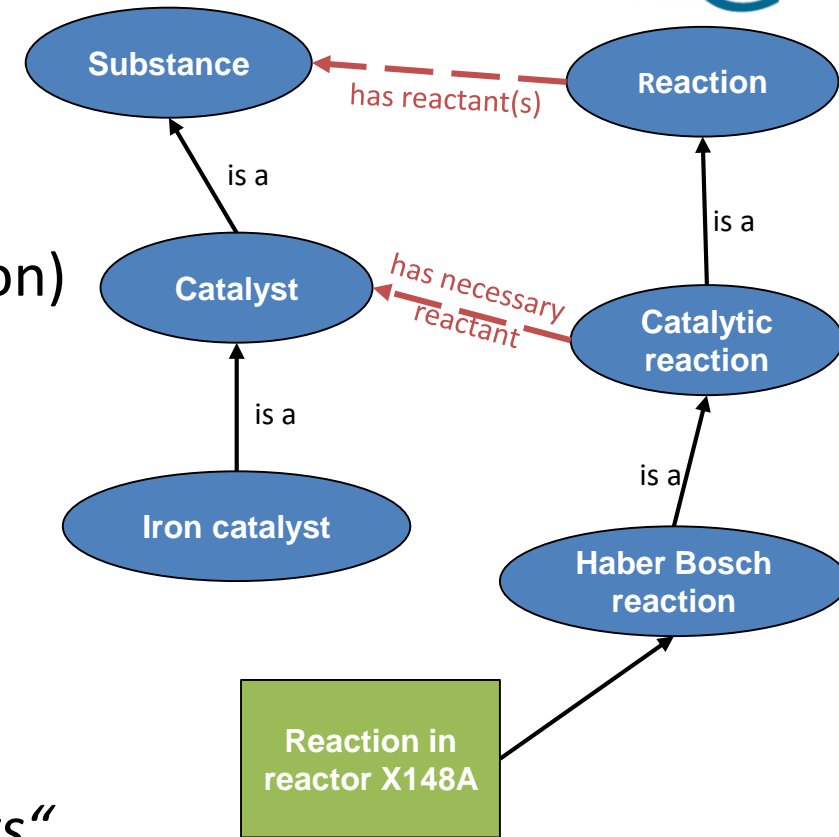 Substance
Reaction
has reactant(s)
is a
is a
on)
Catalyst
has necessary
reactant
Catalytic
reaction
is a
is a
Iron catalyst
Haber Bosch
reaction
Reaction in
reactor X148A
s“